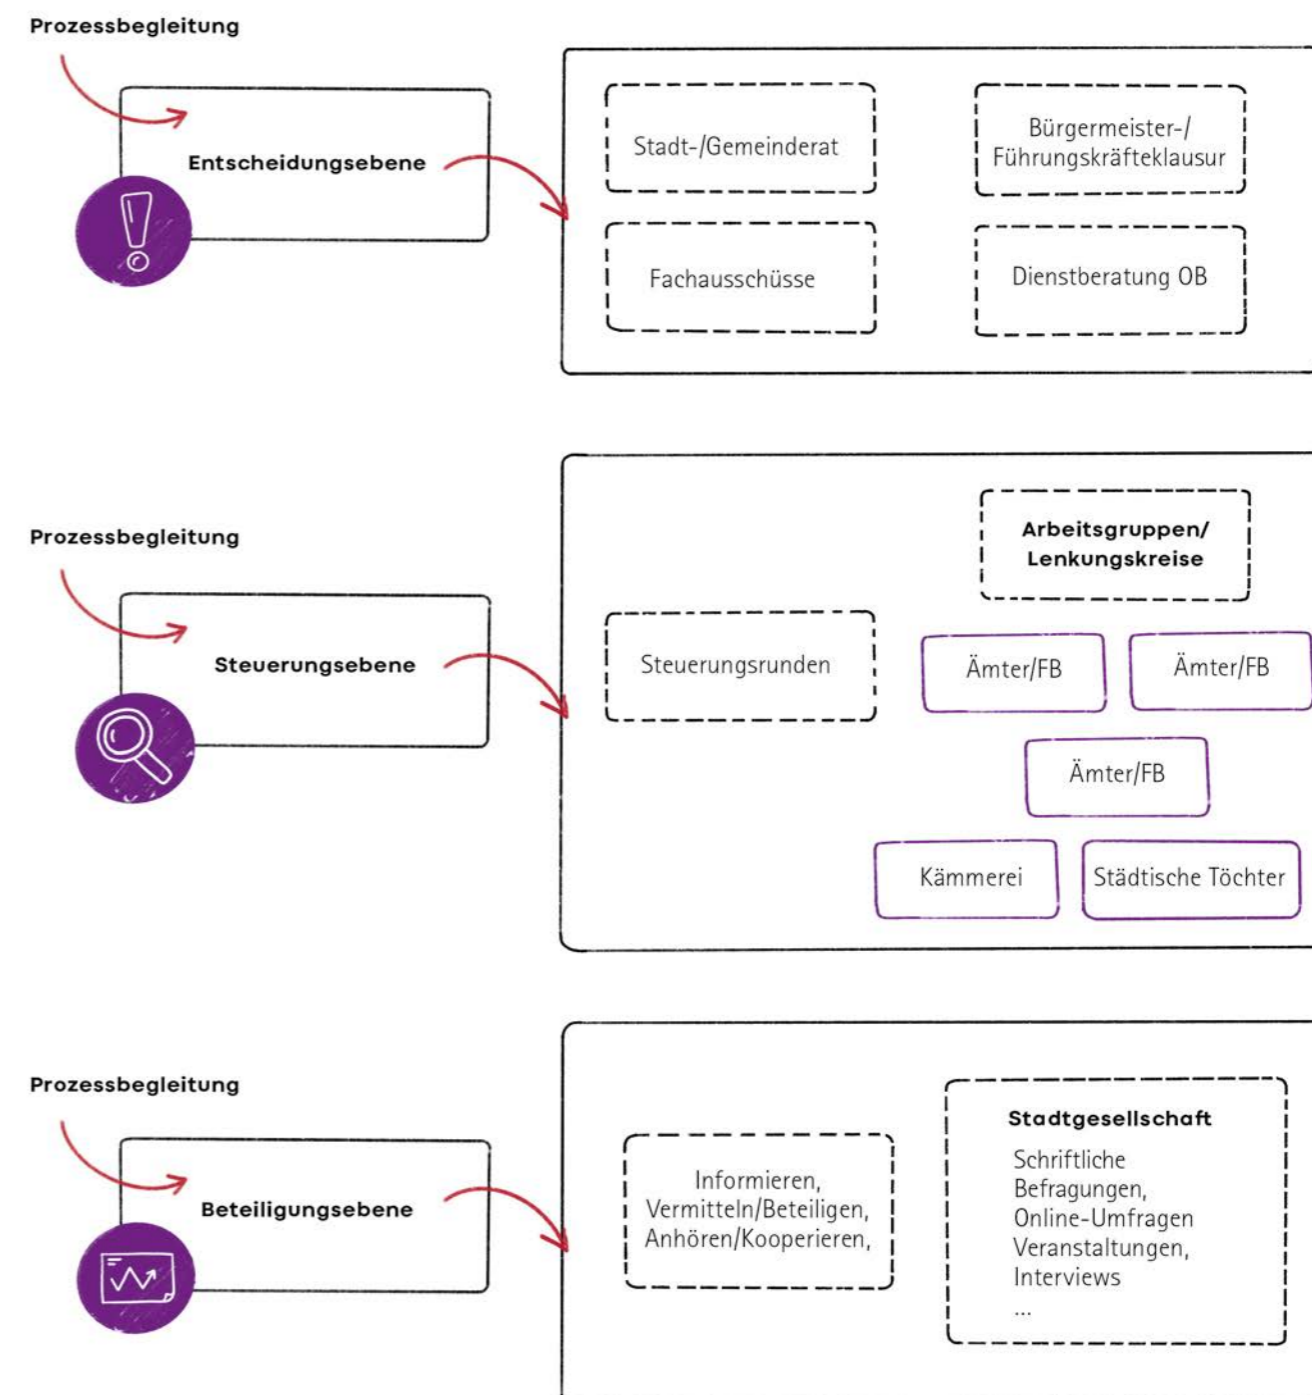 Prozessbegleitung
Entscheidungsebene
Stadt-/Gemeinderat
Bürgermeister-/
Führungskräfteklausur
Fachausschüsse
Dienstberatung OB
Prozessbegleitung
Steuerungsebene
Steuerungsrunden
Arbeitsgruppen/
Lenkungskreise
Ämter/FB
Ämter/FB
Ämter/FB
Kämmerei
Städtische Töchter
Prozessbegleitung
Beteiligungsebene
Informieren,
Vermitteln/Beteiligen,
Anhören/Kooperieren,
Stadtgesellschaft
Schriftliche
Befragungen,
Online-Umfragen
Veranstaltungen,
Interviews
...